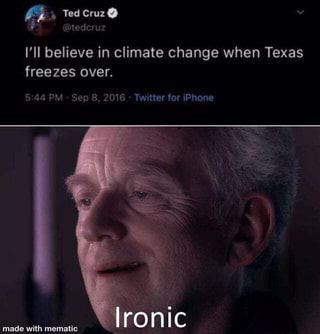 Ted Cruz
@tedcruz
I'll believe in climate change when Texas
freezes over.
5:44 PM · Sep 8, 2016 · Twitter for iPhone
Ironic
made with mematic